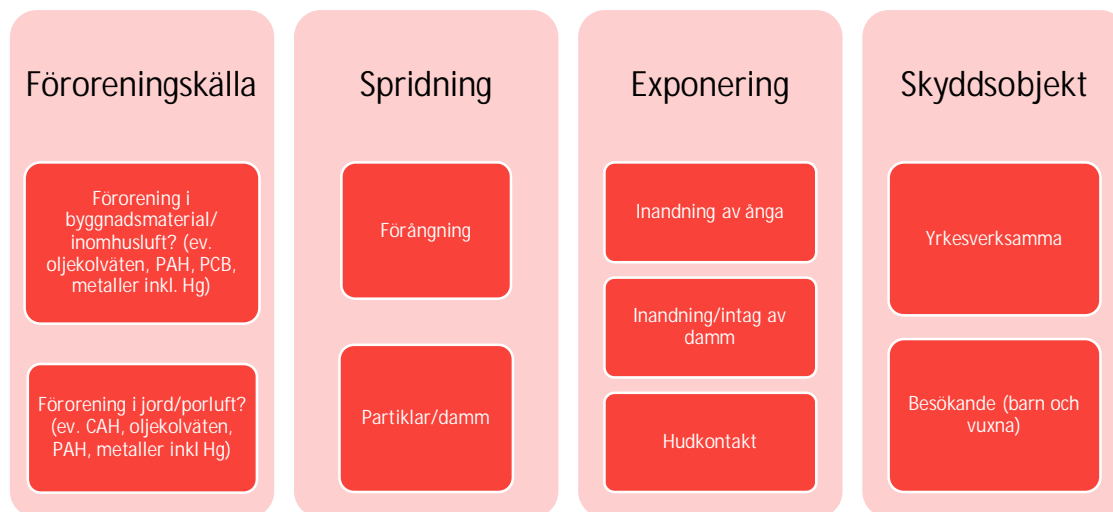 Föroreningskälla
Förorening i
byggnadsmaterial/
inomhusluft? (ev.
oljekolväten, PAH, PCB,
metaller inkl. Hg)
Förorening i jord/porluft?
(ev. CAH, oljekolväten,
PAH, metaller inkl Hg)
Spridning
Förångning
Partiklar/damm
Exponering
Inandning av ånga
Inandning/intag av
damm
Hudkontakt
Skyddsobjekt
Yrkesverksamma
Besökande (barn och
vuxna)